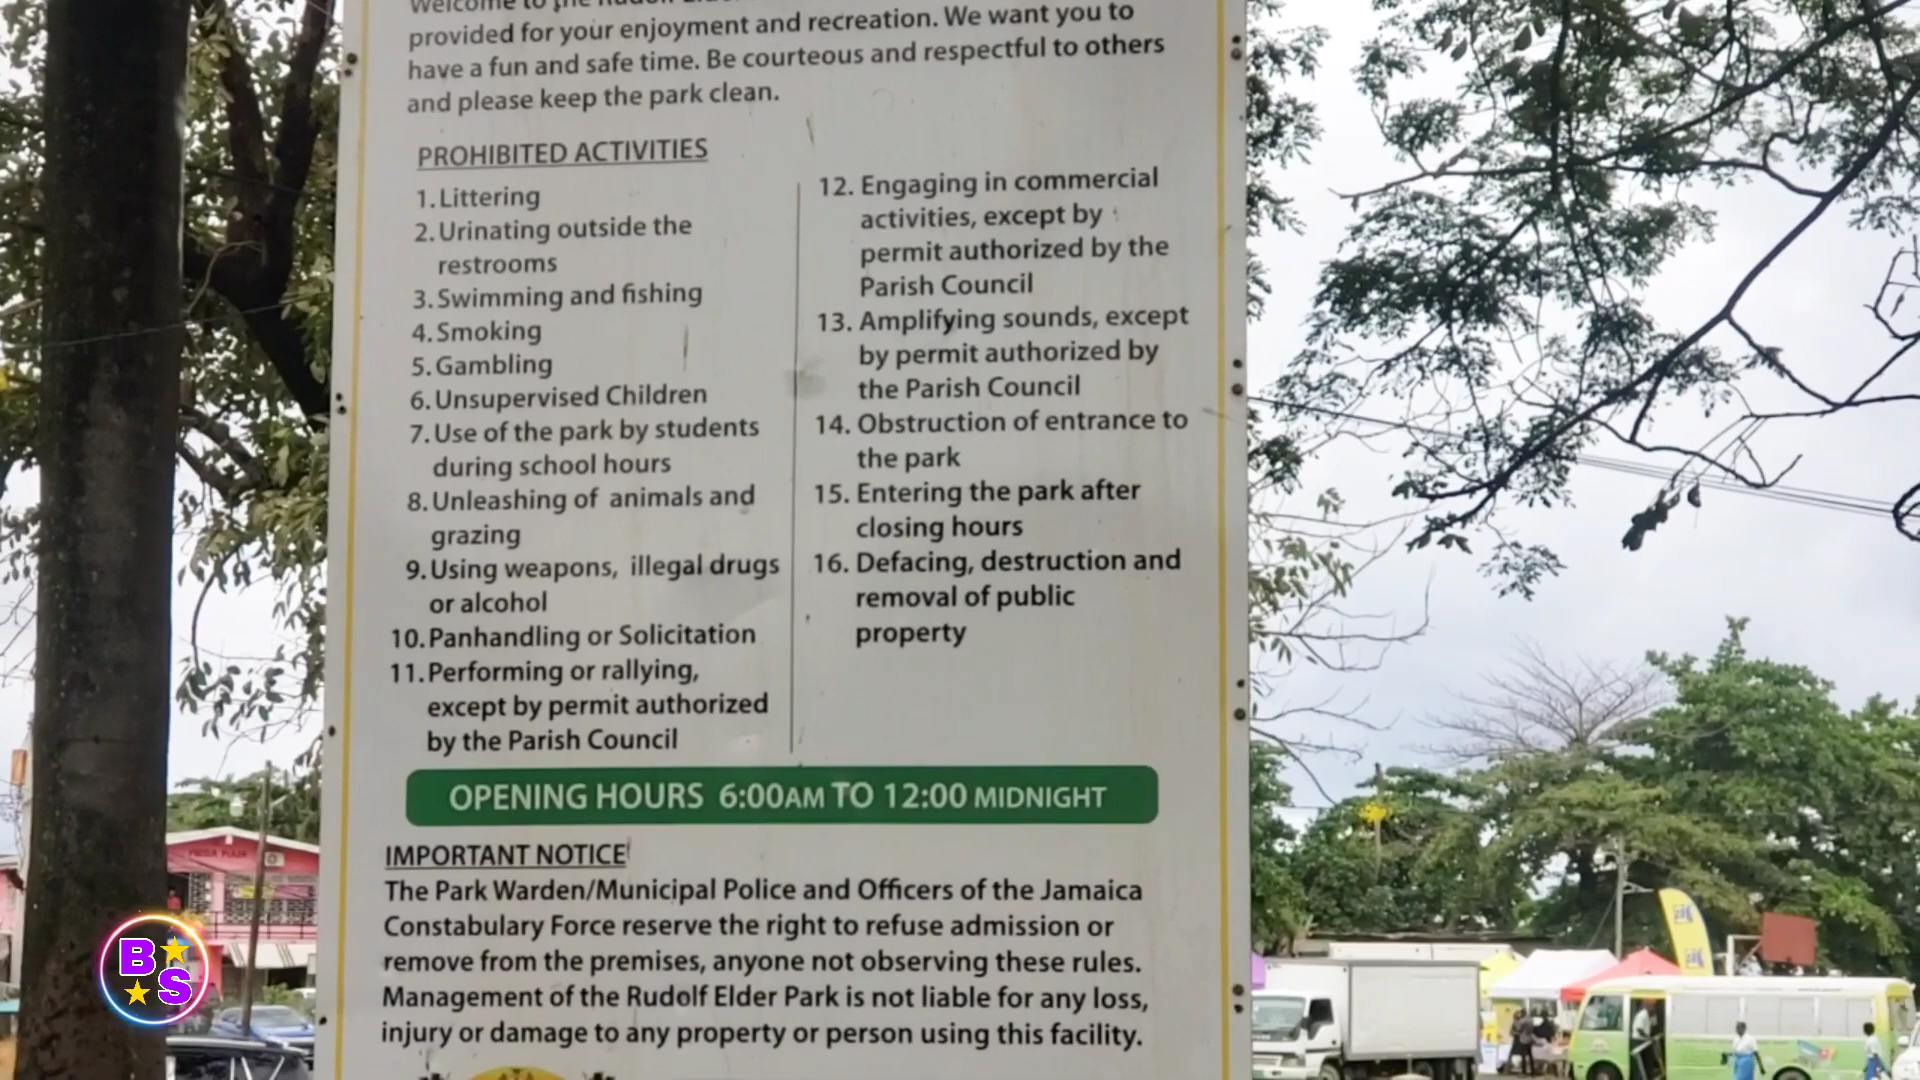 Welcome to the Rudolf Elder
provided for your enjoyment and recreation. We want you to
have a fun and safe time. Be courteous and respectful to others
and please keep the park clean.
PROHIBITED ACTIVITIES
1. Littering
2. Urinating outside the
restrooms
3. Swimming and fishing
4. Smoking
5. Gambling
6. Unsupervised Children
7. Use of the park by students
during school hours
8. Unleashing of animals and
grazing
9. Using weapons, illegal drugs
or alcohol
10. Panhandling or Solicitation
11. Performing or rallying,
except by permit authorized
by the Parish Council
12. Engaging in commercial
activities, except by
permit authorized by the
Parish Council
13. Amplifying sounds, except
by permit authorized by
the Parish Council
14. Obstruction of entrance to
the park
15. Entering the park after
closing hours
16. Defacing, destruction and
removal of public
property
OPENING HOURS 6:00AM TO 12:00 MIDNIGHT
IMPORTANT NOTICE
The Park Warden/Municipal Police and Officers of the Jamaica
Constabulary Force reserve the right to refuse admission or
remove from the premises, anyone not observing these rules.
Management of the Rudolf Elder Park is not liable for any loss,
injury or damage to any property or person using this facility.
B
S